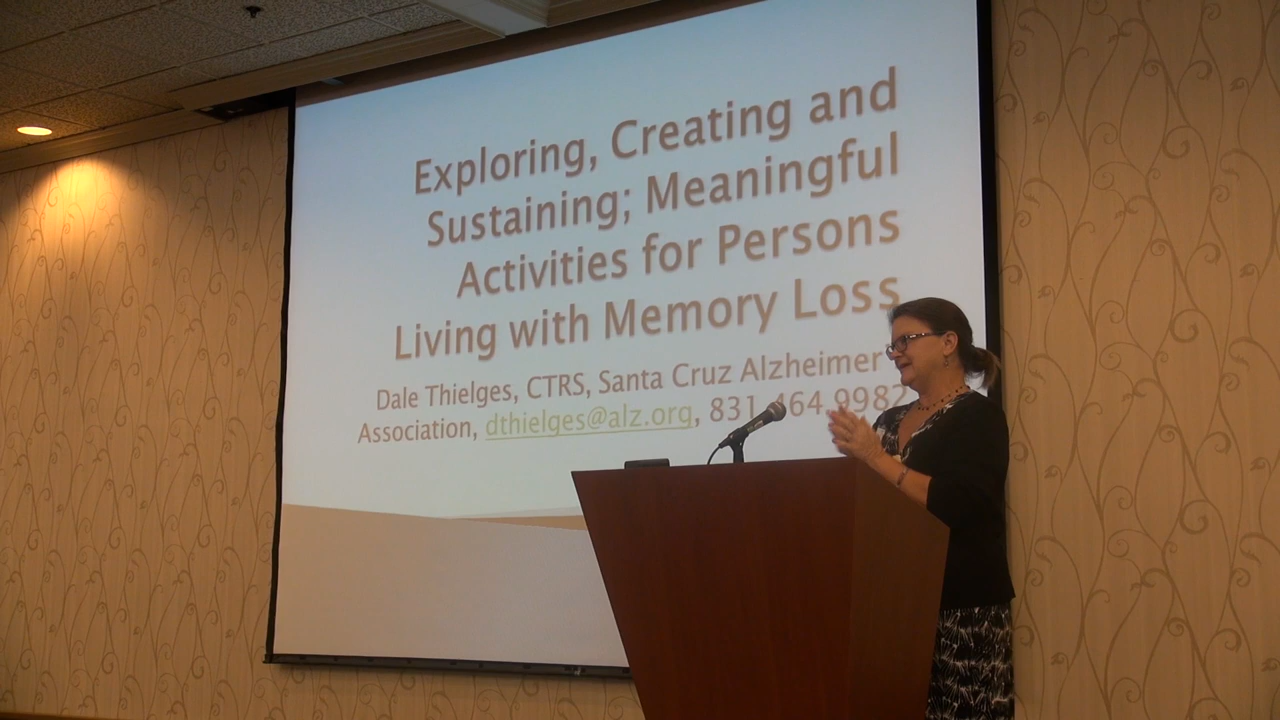 Exploring, Creating and
Sustaining; Meaningful
Activities for Persons
Living with Memory Loss
Dale Thielges, CTRS, Santa Cruz Alzheimer
Association, dthielges@alz.org, 831 464 9982